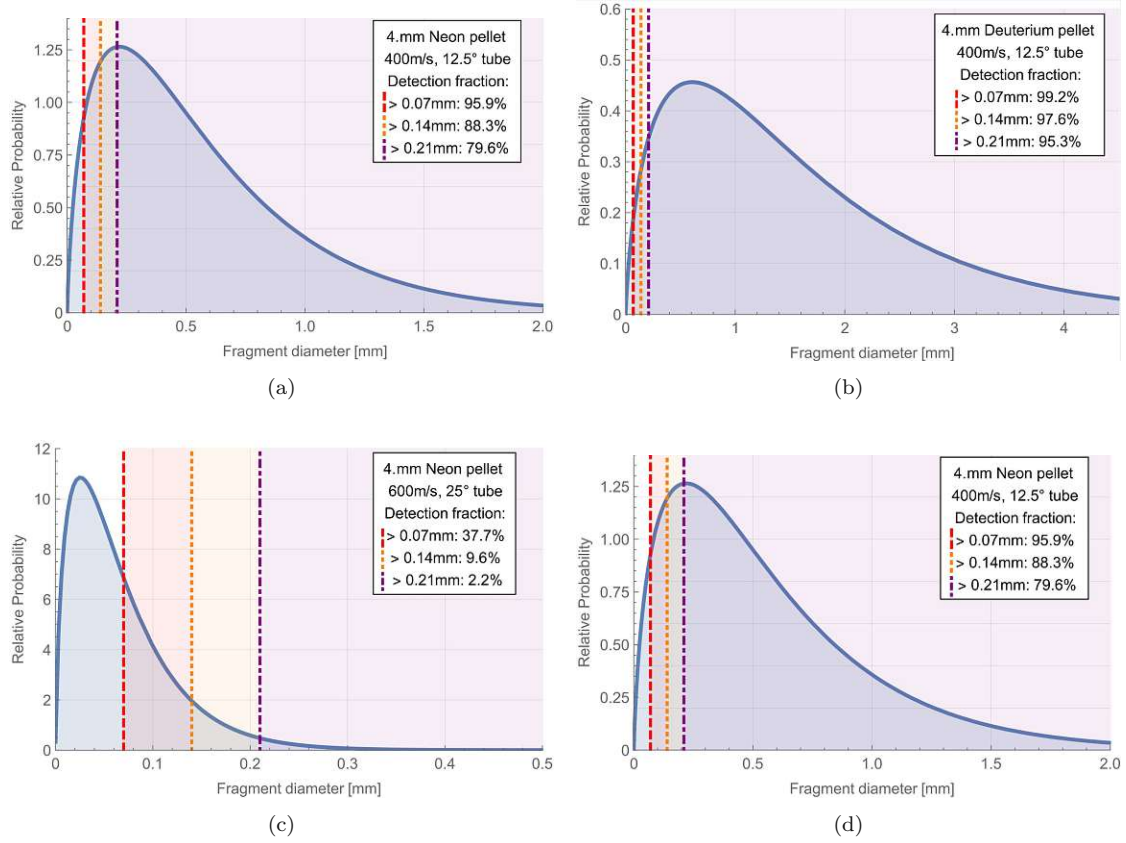 4.mm Neon pellet
400m/s, 12.5° tube
Detection fraction:
> 0.07mm: 95.9%
> 0.14mm: 88.3%
> 0.21mm: 79.6%
Relative Probability
1.25
1.00
0.75
0.50
0.25
0
0 0.5 1.0 1.5 2.0
Fragment diameter [mm]
(a)
4.mm Deuterium pellet
400m/s, 12.5° tube
Detection fraction:
> 0.07mm: 99.2%
> 0.14mm: 97.6%
> 0.21mm: 95.3%
Relative Probability
0.6
0.5
0.4
0.3
0.2
0.1
0
0 1 2 3 4
Fragment diameter [mm]
(b)
4.mm Neon pellet
600m/s, 25° tube
Detection fraction:
> 0.07mm: 37.7%
> 0.14mm: 9.6%
> 0.21mm: 2.2%
Relative Probability
12
10
8
6
4
2
0
0 0.1 0.2 0.3 0.4 0.5
Fragment diameter [mm]
(c)
4.mm Neon pellet
400m/s, 12.5° tube
Detection fraction:
> 0.07mm: 95.9%
> 0.14mm: 88.3%
> 0.21mm: 79.6%
Relative Probability
1.25
1.00
0.75
0.50
0.25
0
0 0.5 1.0 1.5 2.0
Fragment diameter [mm]
(d)